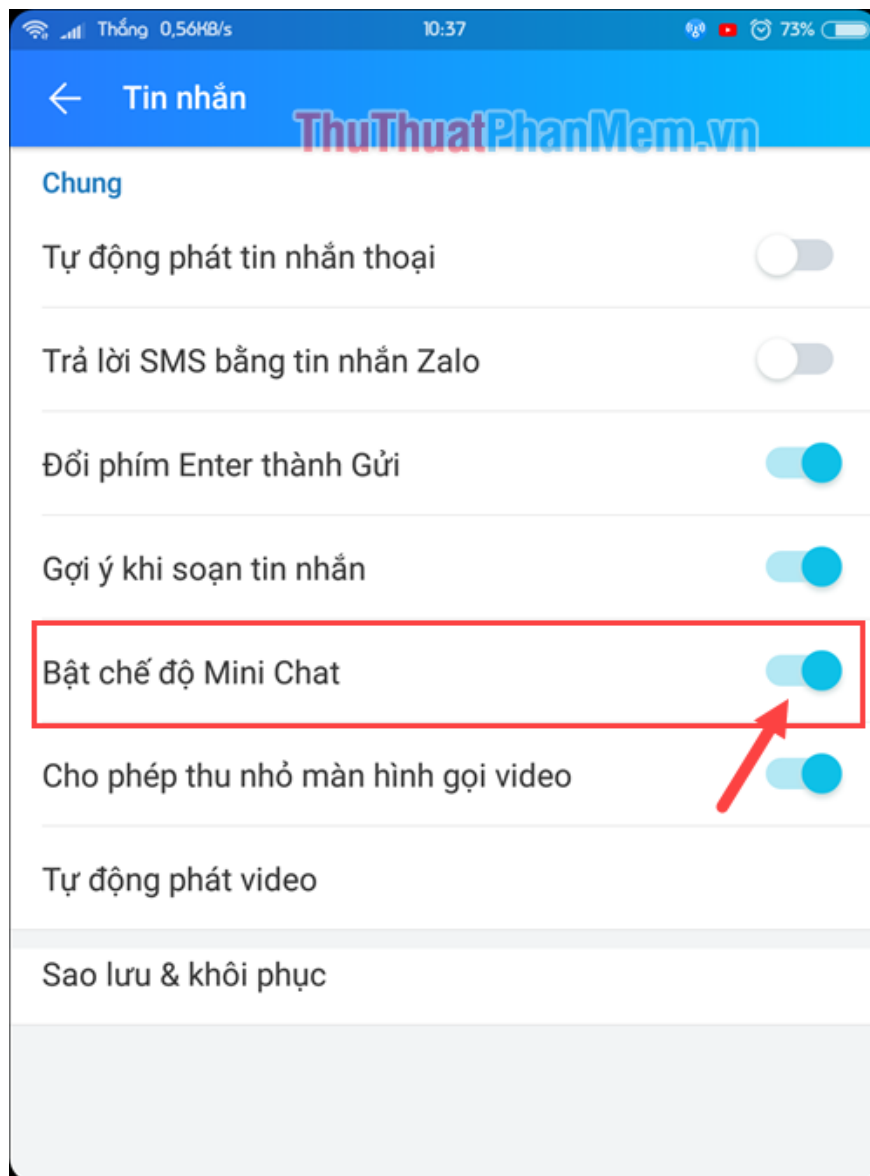 Thắng 0,56KB/s 10:37 73%
Tin nhắn
ThuThuatPhanMem.vn
Chung
Tự động phát tin nhắn thoại
Trả lời SMS bằng tin nhắn Zalo
Đổi phím Enter thành Gửi
Gợi ý khi soạn tin nhắn
Bật chế độ Mini Chat
Cho phép thu nhỏ màn hình gọi video
Tự động phát video
Sao lưu & khôi phục